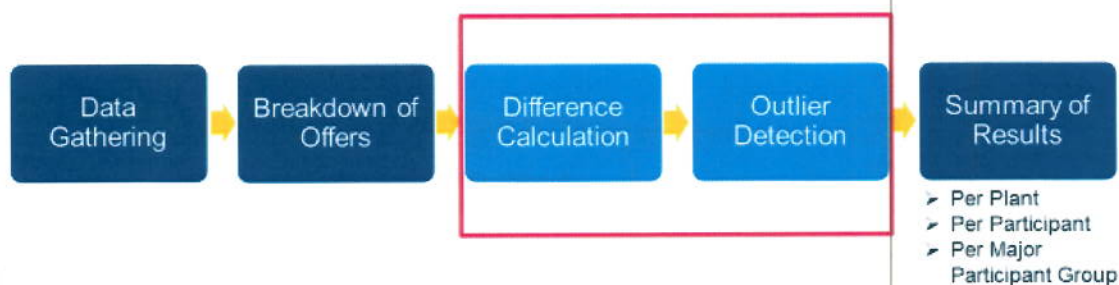 Data
Gathering
Breakdown of
Offers
Difference
Calculation
Outlier
Detection
Summary of
Results
➢ Per Plant
➢ Per Participant
➢ Per Major
Participant Group